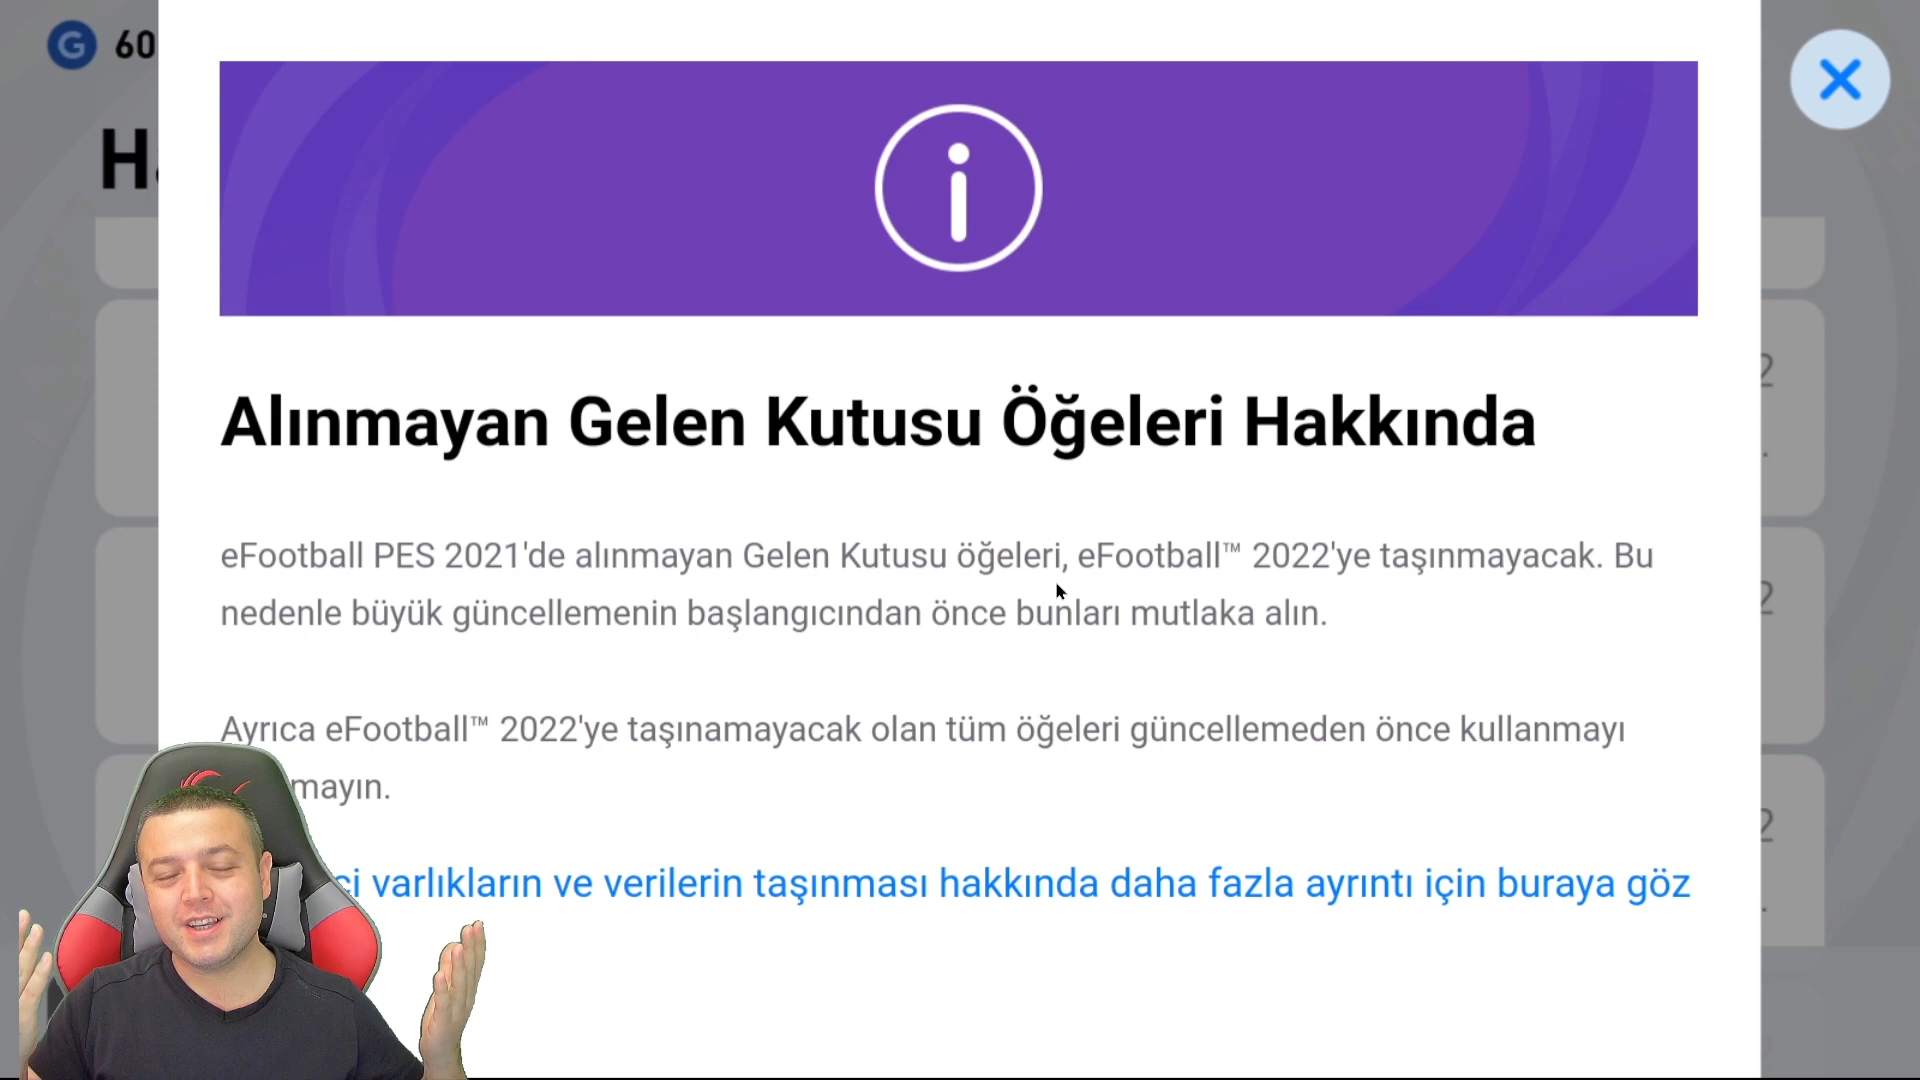 G 60
Alınmayan Gelen Kutusu Öğeleri Hakkında
eFootball PES 2021'de alınmayan Gelen Kutusu öğeleri, eFootball™ 2022'ye taşınmayacak. Bu
nedenle büyük güncellemenin başlangıcından önce bunları mutlaka alın.
Ayrıca eFootball™ 2022'ye taşınamayacak olan tüm öğeleri güncellemeden önce kullanmayı
varlıkların ve verilerin taşınması hakkında daha fazla ayrıntı için buraya göz